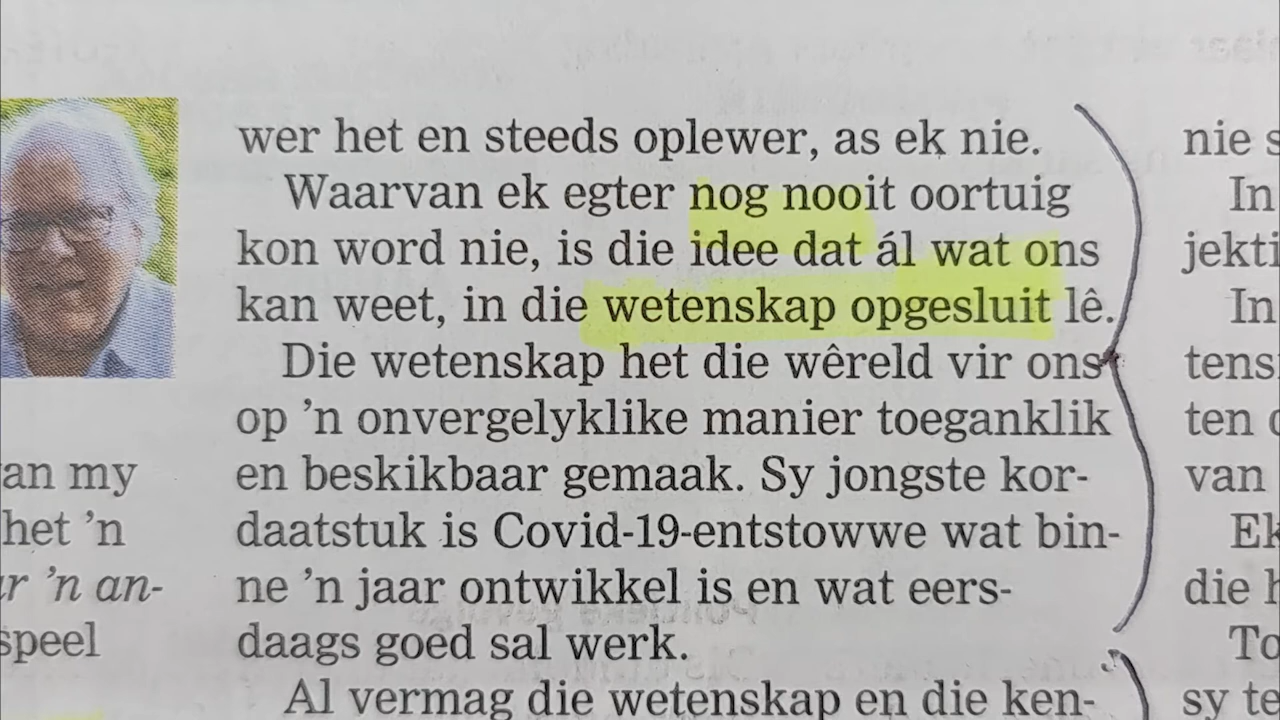 an my
het ’n
r ’n an-
speel
wer het en steeds oplewer, as ek nie.
Waarvan ek egter nog nooit oortuig
kon word nie, is die idee dat ál wat ons
kan weet, in die wetenskap opgesluit lê.
Die wetenskap het die wêreld vir ons
op ’n onvergelyklike manier toeganklik
en beskikbaar gemaak. Sy jongste kor-
daatstuk is Covid-19-entstowwe wat bin-
ne ’n jaar ontwikkel is en wat eers-
daags goed sal werk.
Al vermag die wetenskap en die ken-
nie s
In
jekti
In
tens
ten
van
Ek
die
To
sy te